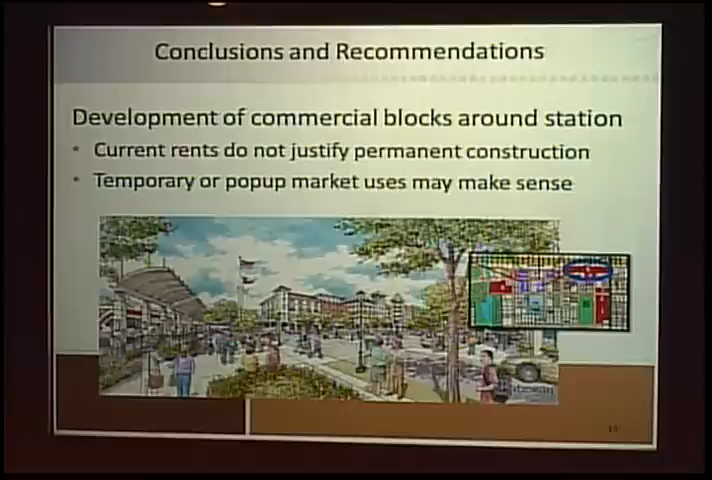 Conclusions and Recommendations
Development of commercial blocks around station
• Current rents do not justify permanent construction
• Temporary or popup market uses may make sense